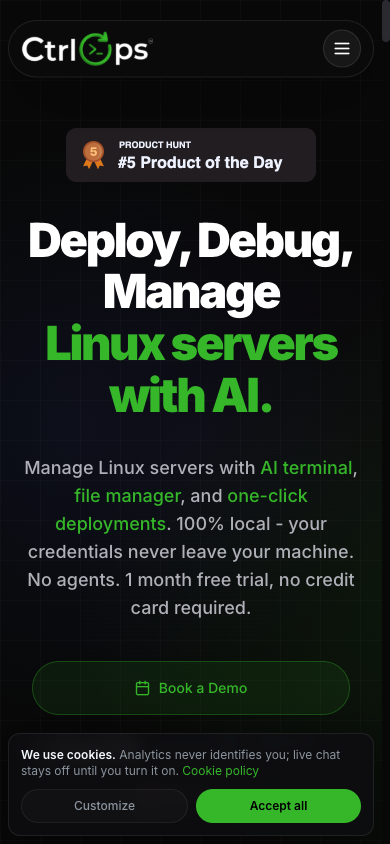 Ctrl Ops
5
PRODUCT HUNT
#5 Product of the Day
Deploy, Debug,
Manage
Linux servers
with AI.
Manage Linux servers with AI terminal,
file manager, and one-click
deployments. 100% local - your
credentials never leave your machine.
No agents. 1 month free trial, no credit
card required.
Book a Demo
We use cookies. Analytics never identifies you; live chat
stays off until you turn it on. Cookie policy
Customize
Accept all